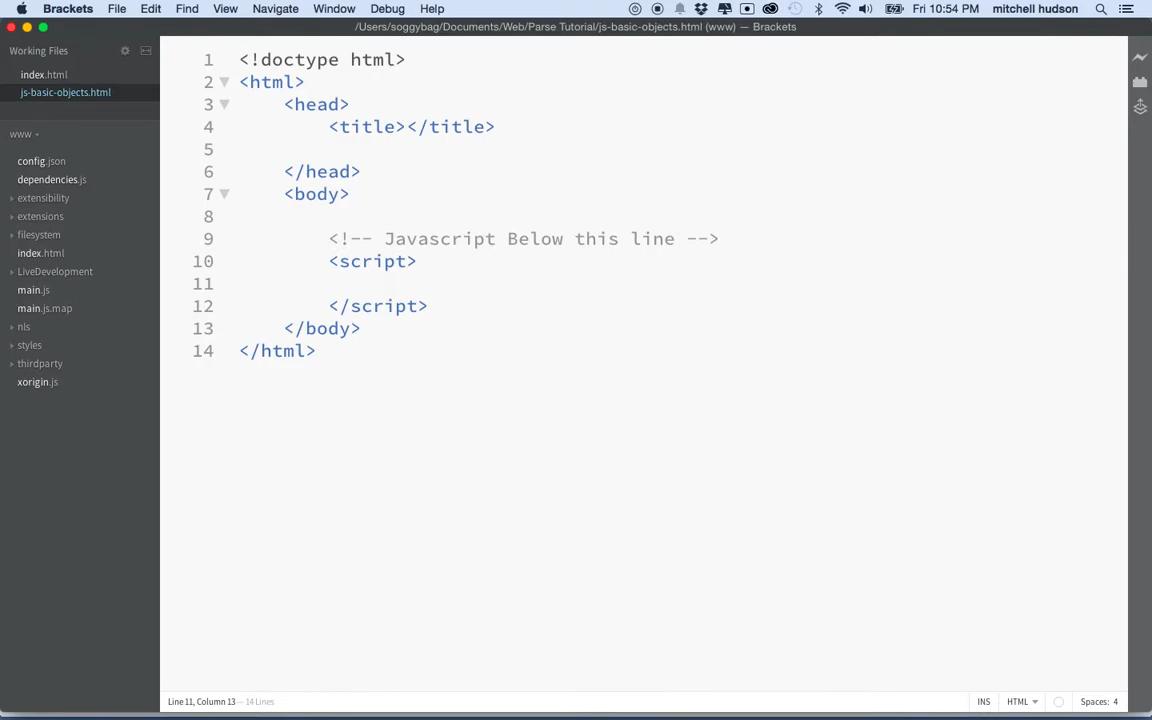 Brackets File Edit View Find Navigate Window Debug Help Fri 10:54 PM mitchell hudson
/Users/soggybag/Documents/Web/Parse Tutorial/js-basic-objects.html (www) — Brackets
Working Files
index.html
js-basic-objects.html
www
config.json
dependencies.js
extensibility
extensions
filesystem
index.html
LiveDevelopment
main.js
main.js.map
nls
styles
thirdparty
xorigin.js
1 <!doctype html>
2 <html>
3 <head>
4 <title></title>
5
6 </head>
7 <body>
8
9 <!-- Javascript Below this line -->
10 <script>
11
12 </script>
13 </body>
14 </html>
Line 11, Column 13 — 14 Lines INS HTML Spaces: 4